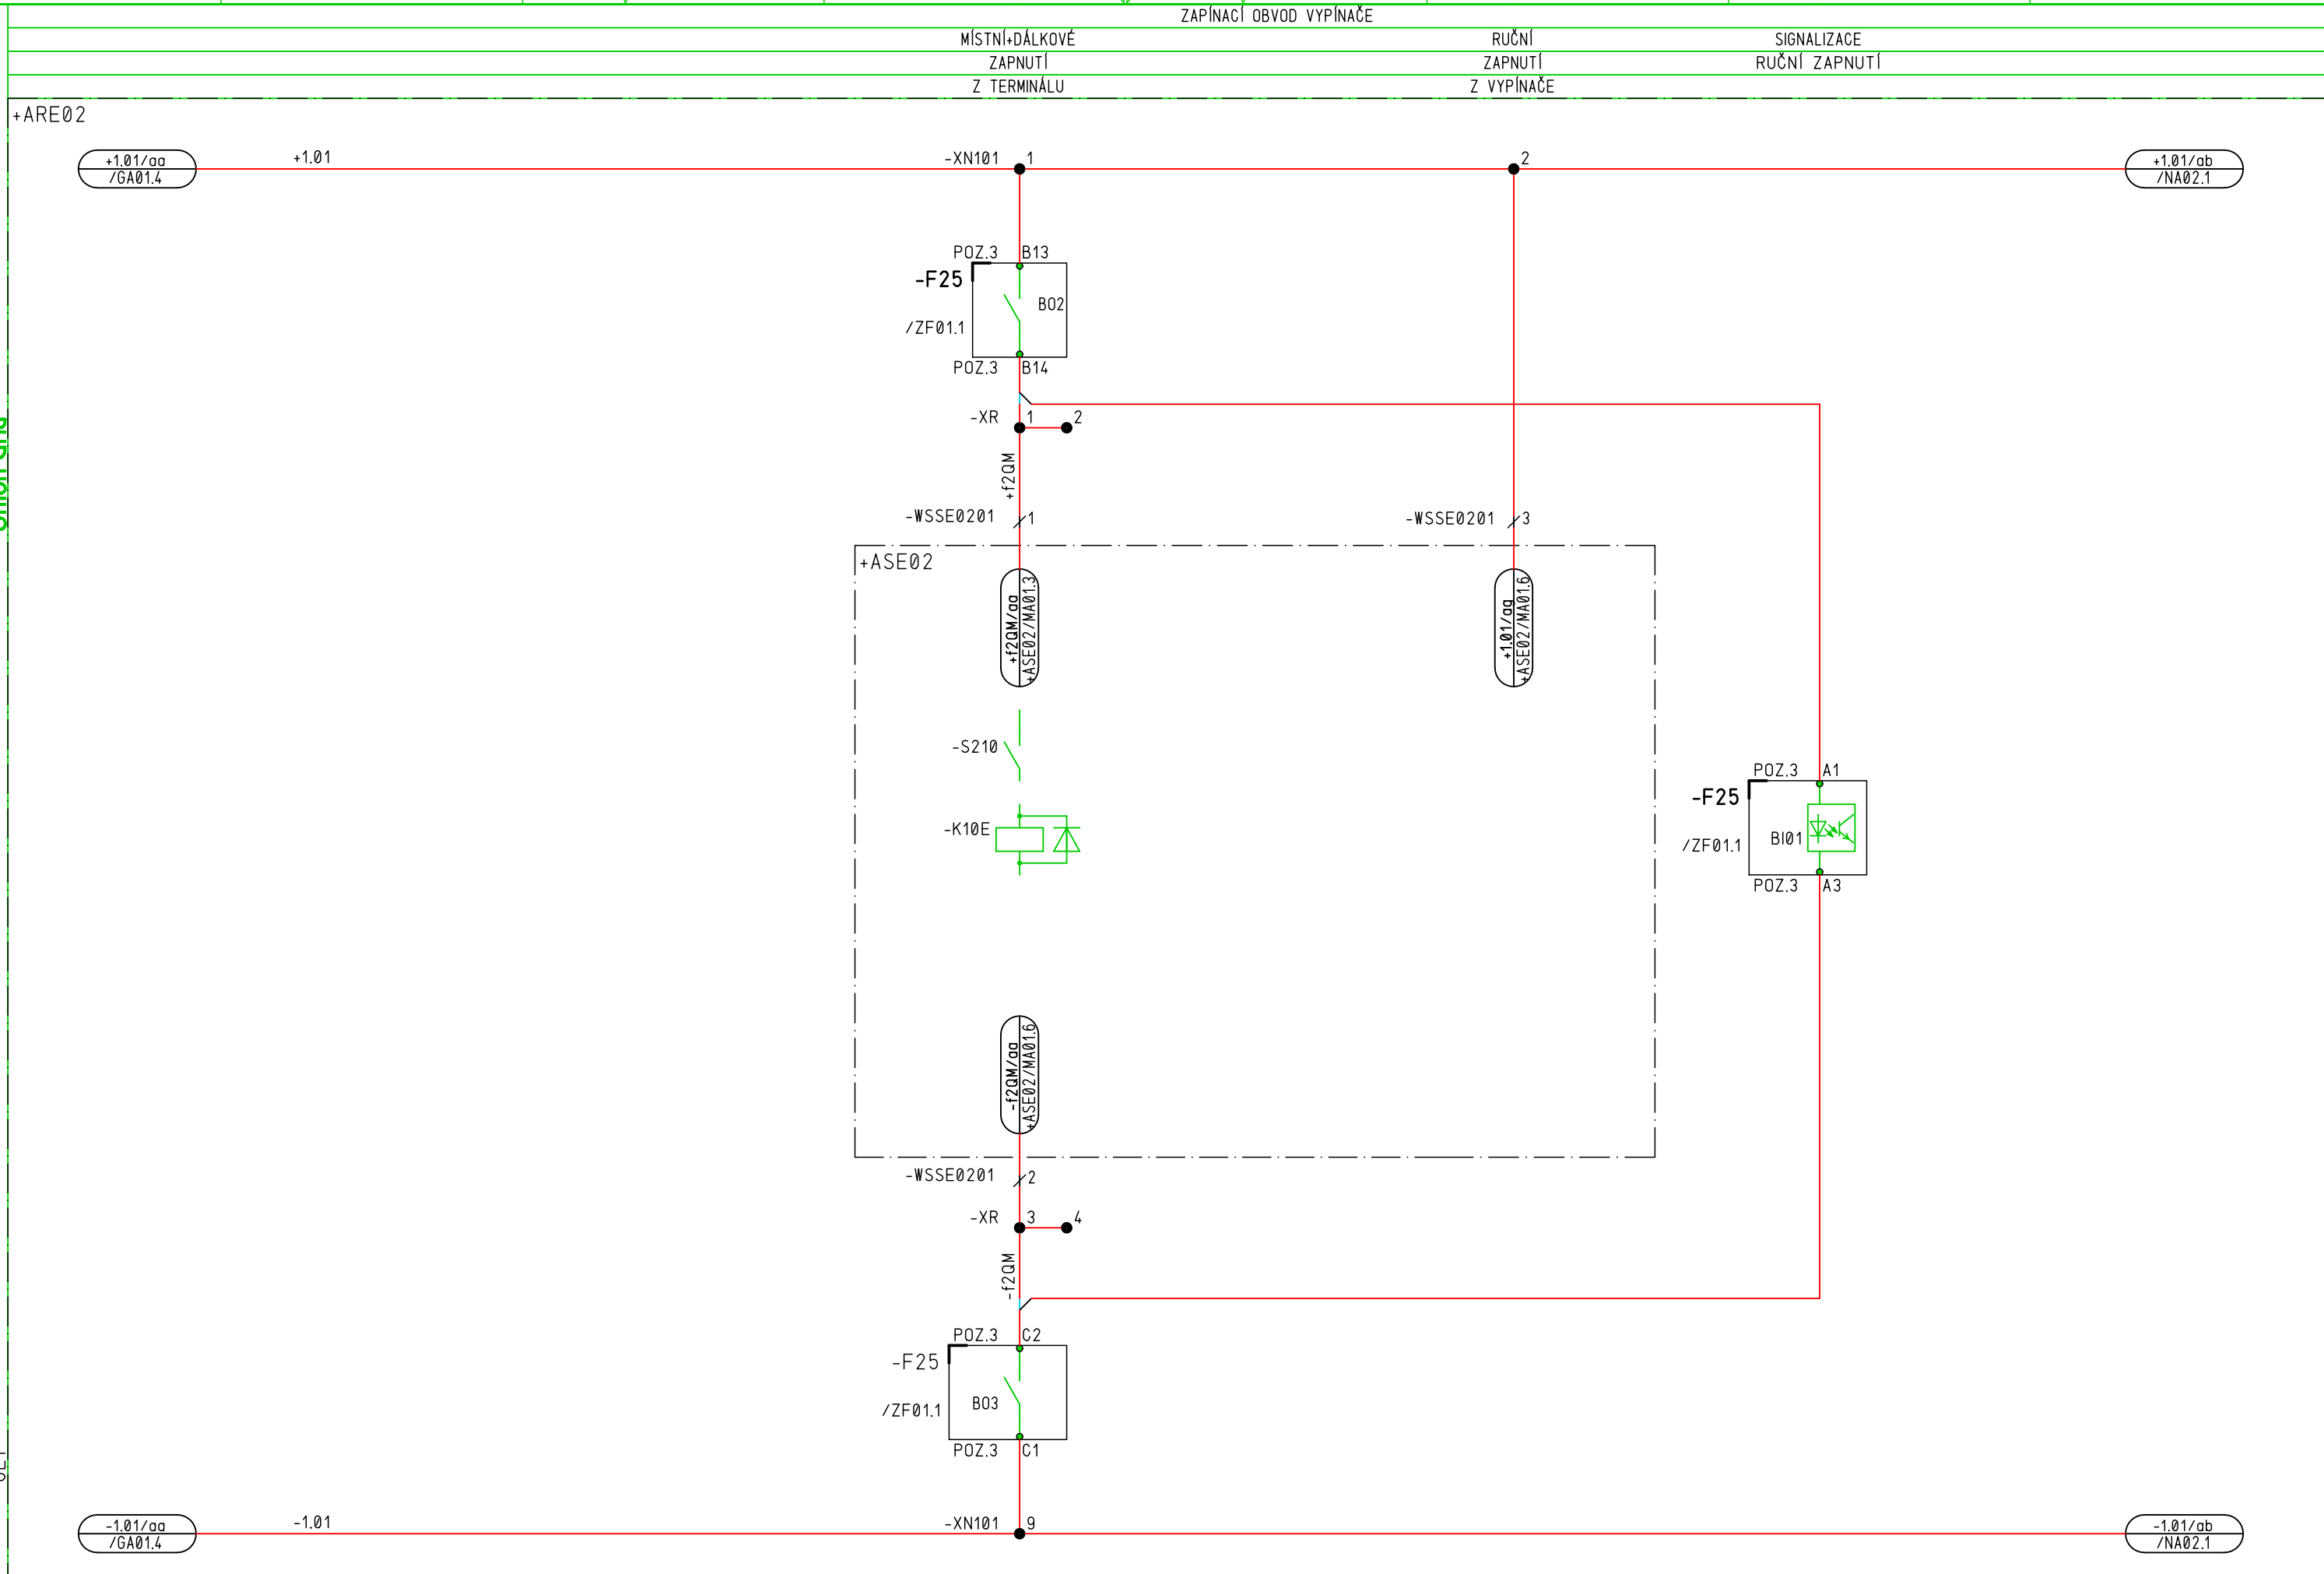 ZAPÍNACÍ OBVOD VYPÍNAČE
MÍSTNÍ+DÁLKOVÉ RUČNÍ SIGNALIZACE
ZAPNUTÍ ZAPNUTÍ RUČNÍ ZAPNUTÍ
Z TERMINÁLU Z VYPÍNAČE
+ARE02
+1.01/aa
/GA01.4
+1.01
-XN101 1
2
+1.01/ab
/NA02.1
POZ.3 B13
-F25
BO2
/ZF01.1
POZ.3 B14
-XR 1 2
+f2QM
-WSSE0201 1
-WSSE0201 3
+ASE02
+f2QM/aa
+ASE02/MA01.3
+1.01/ag
+ASE02/MA01.6
-S210
-K10E
POZ.3 A1
-F25
BI01
/ZF01.1
POZ.3 A3
-f2QM/aa
+ASE02/MA01.6
-WSSE0201 2
-XR 3 4
-f2QM
POZ.3 C2
-F25
BO3
/ZF01.1
POZ.3 C1
-1.01/aa
/GA01.4
-1.01
-XN101 9
-1.01/ab
/NA02.1